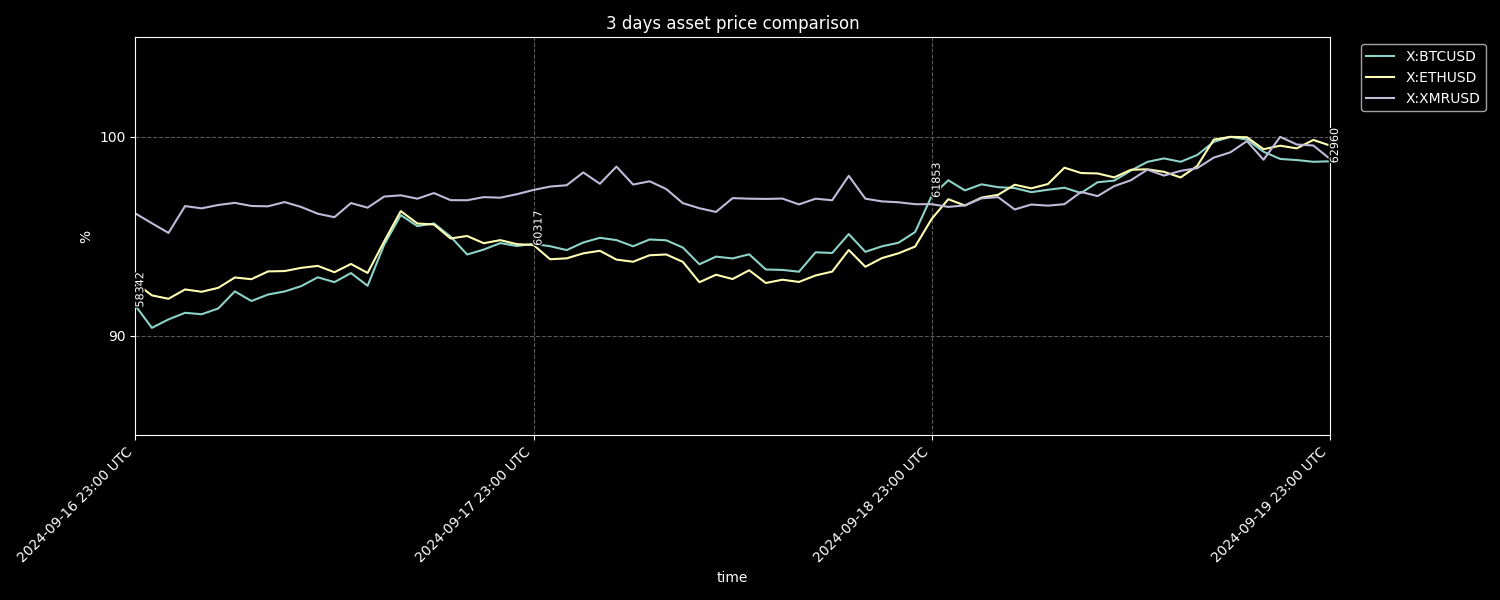 3 days asset price comparison
X:BTCUSD
X:ETHUSD
X:XMRUSD
100
90
%
58342
60317
61853
62960
2024-09-16 23:00 UTC
2024-09-17 23:00 UTC
2024-09-18 23:00 UTC
2024-09-19 23:00 UTC
time